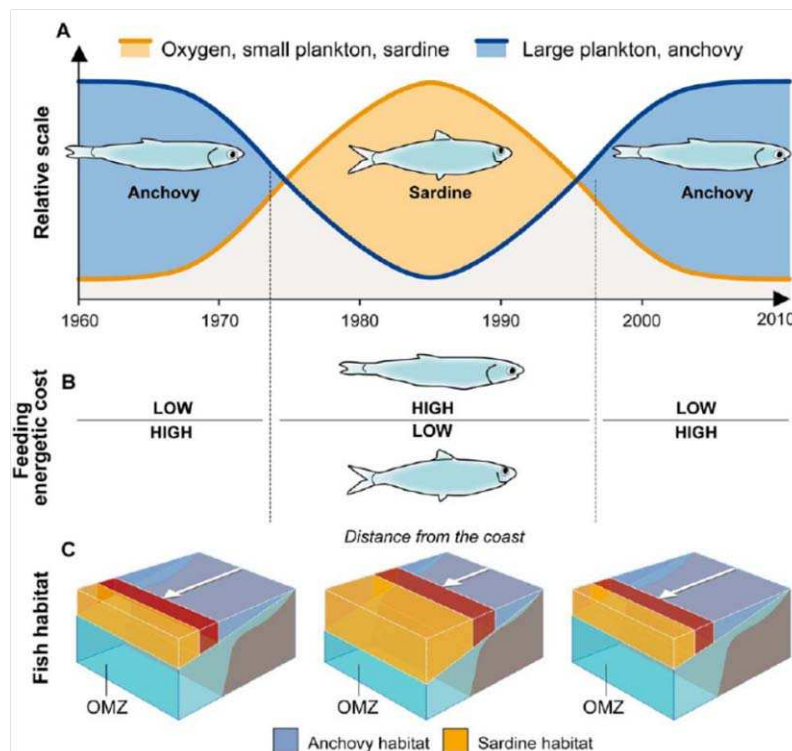 A
Oxygen, small plankton, sardine
Large plankton, anchovy
Relative scale
Anchovy
Sardine
Anchovy
1960
1970
1980
1990
2000
2010
B
Feeding
energetic cost
LOW
HIGH
HIGH
LOW
LOW
HIGH
Distance from the coast
C
Fish habitat
OMZ
OMZ
OMZ
Anchovy habitat
Sardine habitat